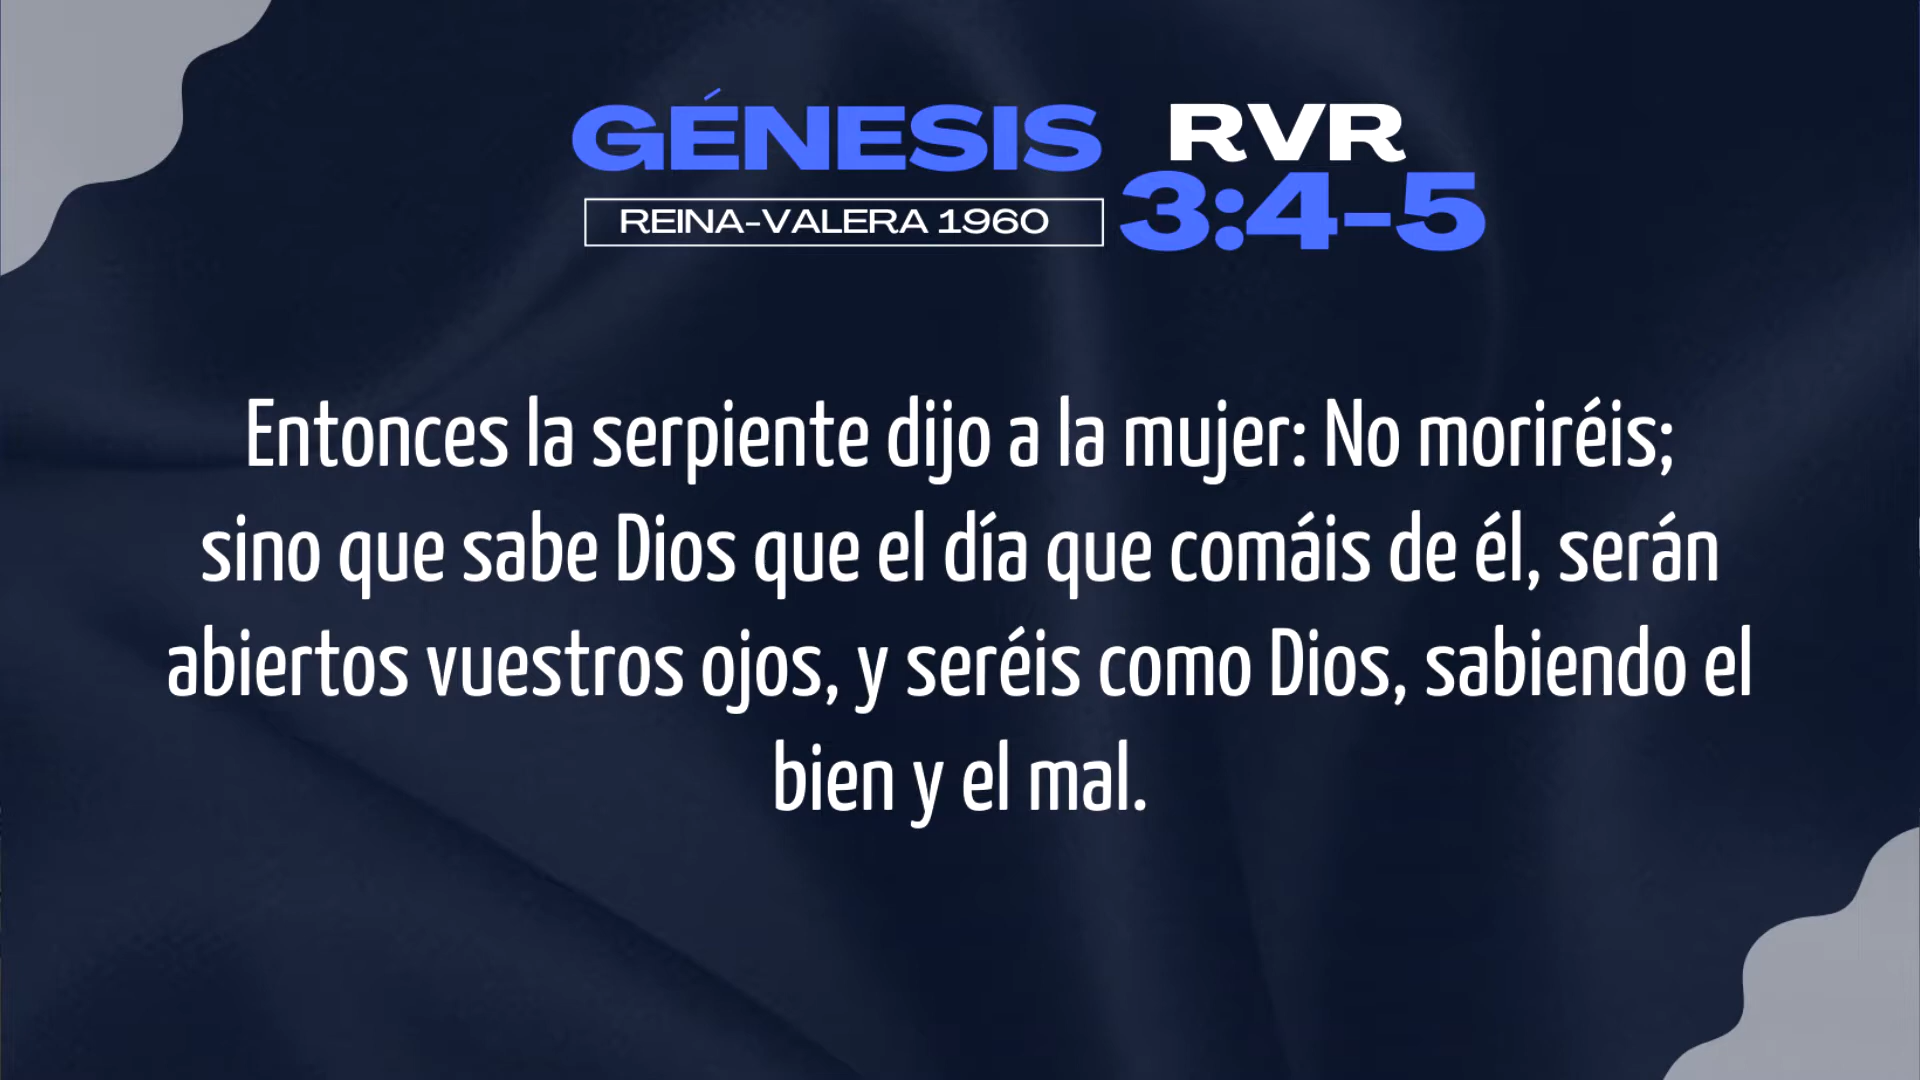 GÉNESIS RVR
REINA-VALERA 1960 3:4-5
Entonces la serpiente dijo a la mujer: No moriréis;
sino que sabe Dios que el día que comáis de él, serán
abiertos vuestros ojos, y seréis como Dios, sabiendo el
bien y el mal.